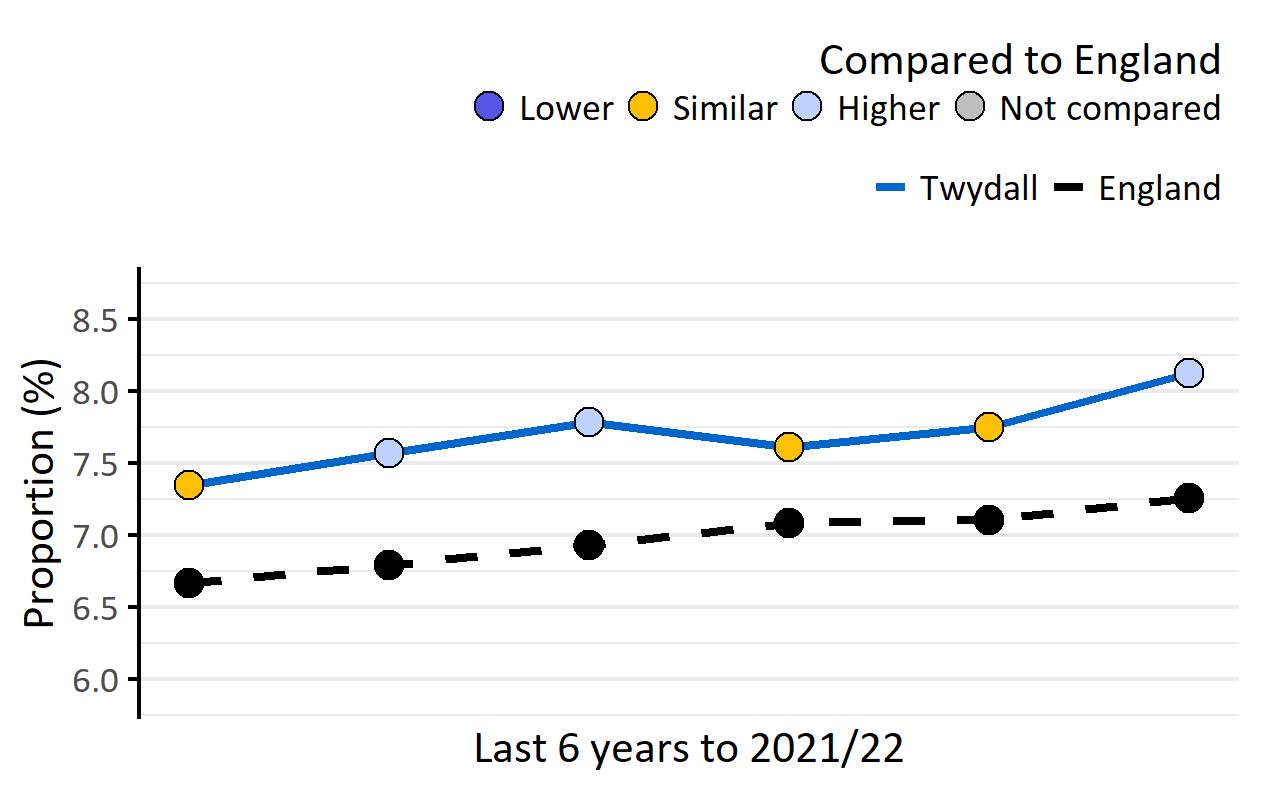 Compared to England
Lower Similar Higher Not compared
Twydall England
8.5
8.0
7.5
7.0
6.5
6.0
Proportion (%)
Last 6 years to 2021/22